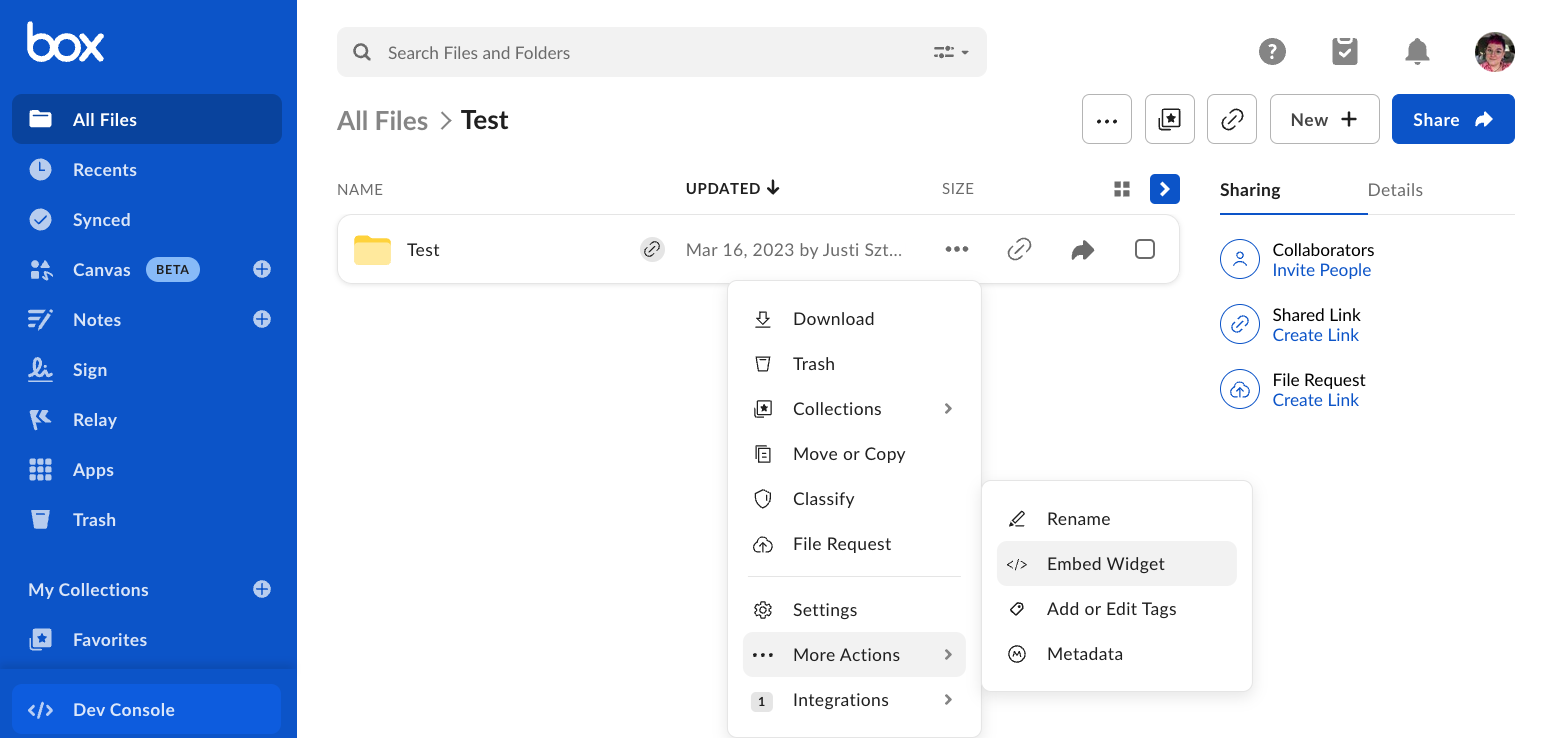 box
Search Files and Folders
All Files
Recents
Synced
Canvas BETA
Notes
Sign
Relay
Apps
Trash
My Collections
Favorites
Dev Console
All Files > Test
New +
Share
NAME UPDATED SIZE
Test Mar 16, 2023 by Justi Szt...
Download
Trash
Collections
Move or Copy
Classify
File Request
Settings
More Actions
1 Integrations
Rename
</> Embed Widget
Add or Edit Tags
Metadata
Sharing Details
Collaborators
Invite People
Shared Link
Create Link
File Request
Create Link